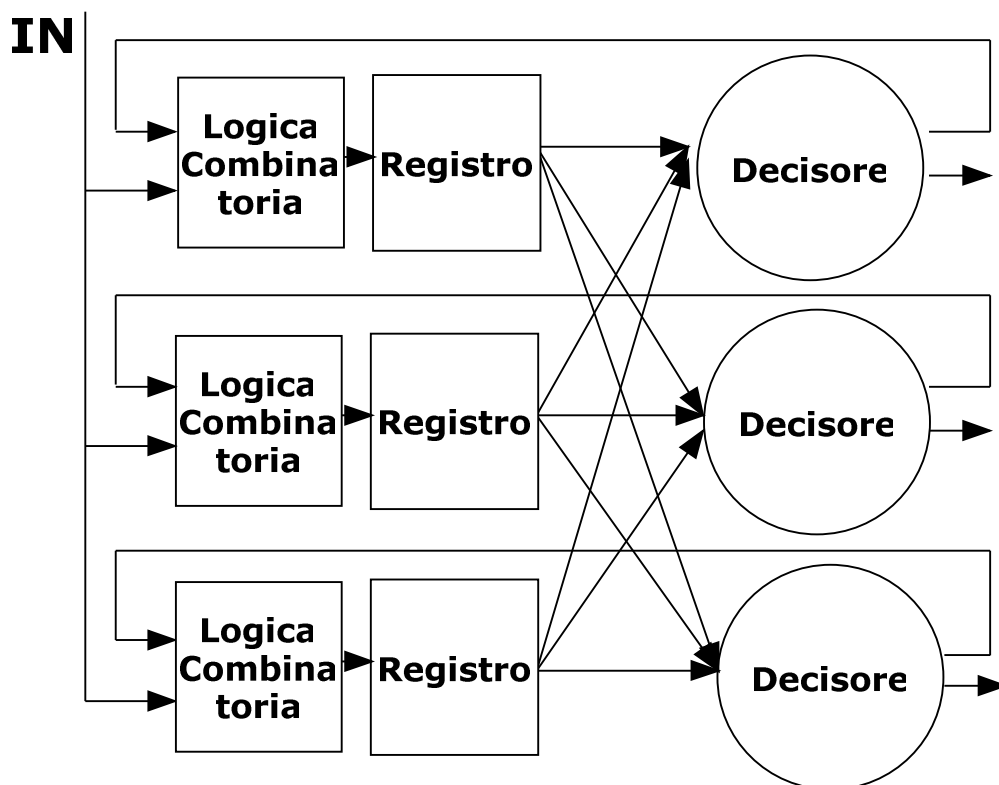 IN
Logica
Combina
toria
Registro
Decisore
Logica
Combina
toria
Registro
Decisore
Logica
Combina
toria
Registro
Decisore